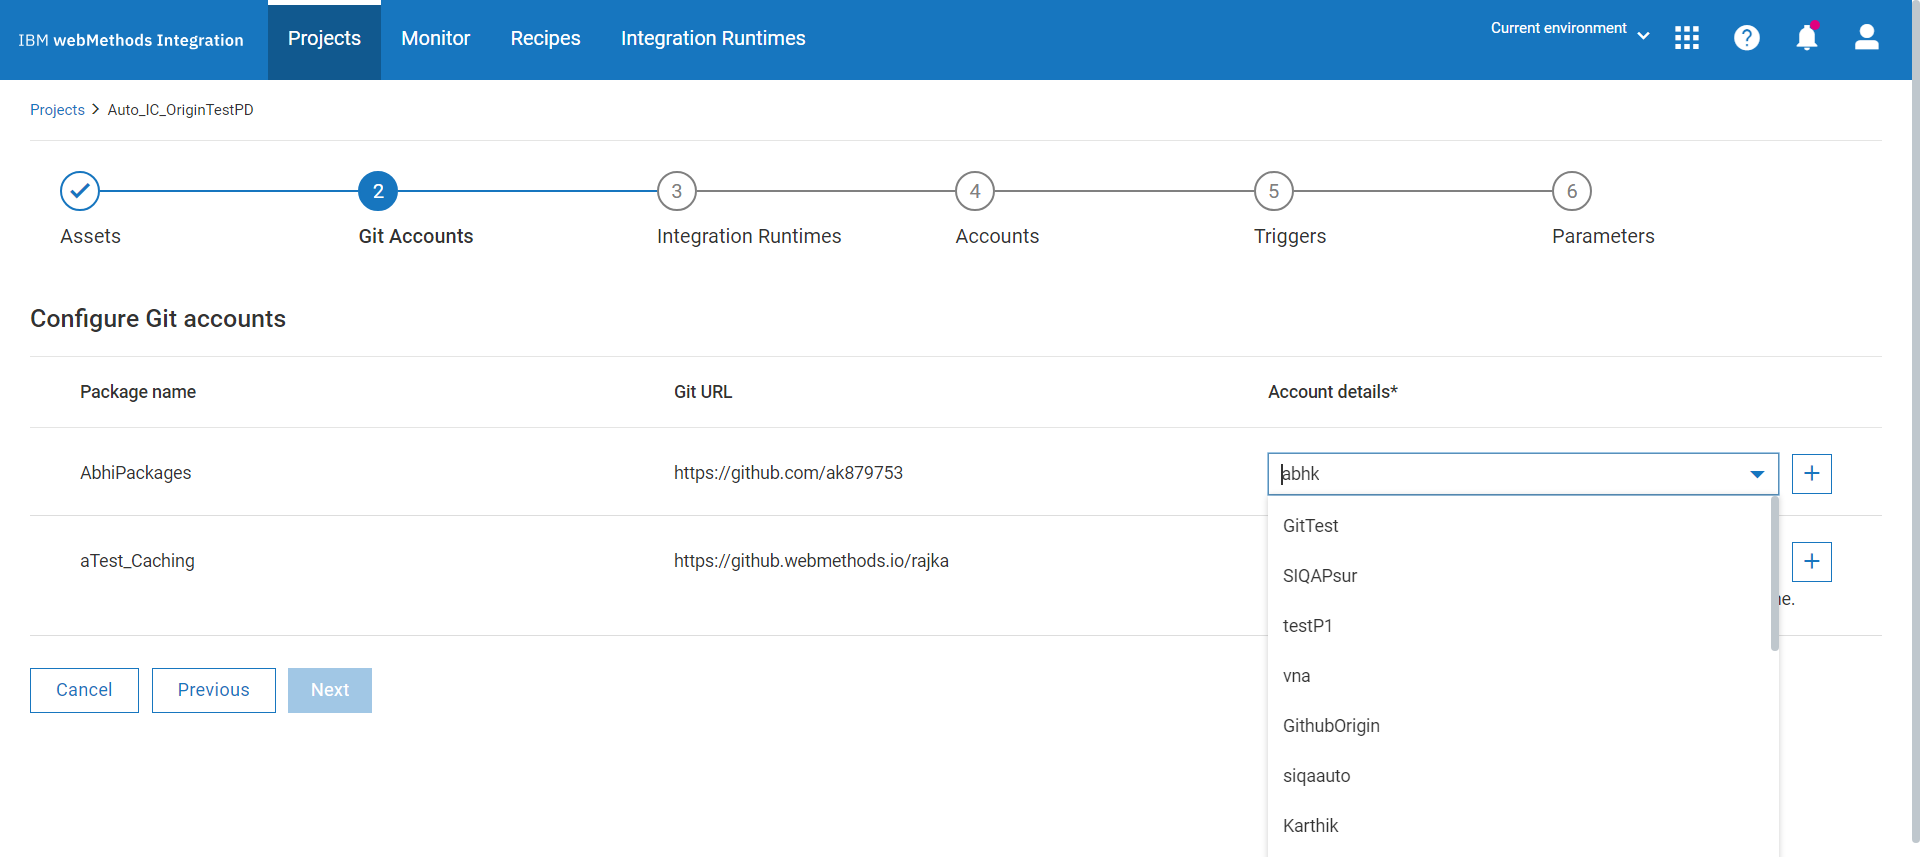 IBM webMethods Integration
Projects
Monitor
Recipes
Integration Runtimes
Current environment
?
Projects > Auto_IC_OriginTestPD
2
3
4
5
6
Assets
Git Accounts
Integration Runtimes
Accounts
Triggers
Parameters
Configure Git accounts
Package name
Git URL
Account details*
AbhiPackages
https://github.com/ak879753
abhk
+
GitTest
SIQAPsur
testP1
vna
GithubOrigin
siqaauto
Karthik
aTest_Caching
https://github.webmethods.io/rajka
+
Cancel
Previous
Next